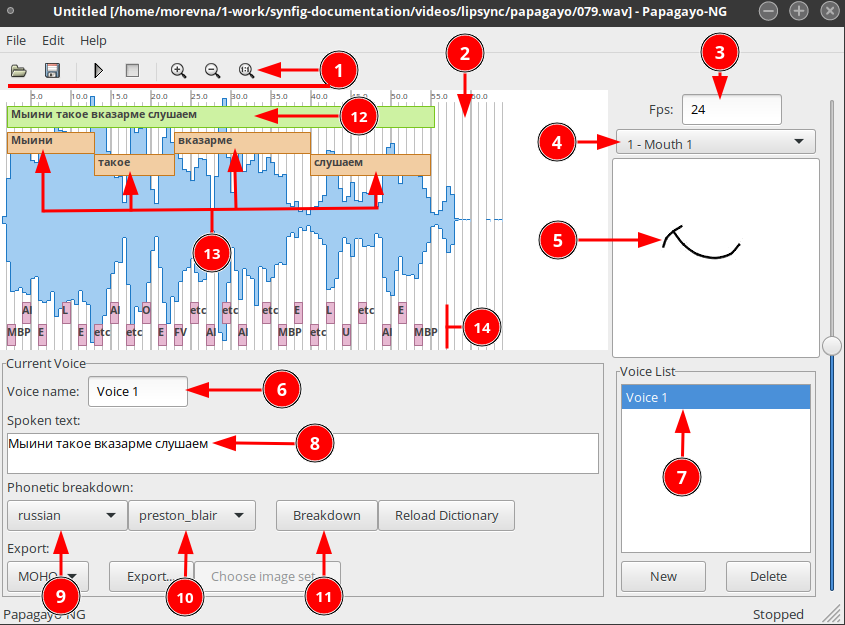 Untitled [/home/morevna/1-work/synfig-documentation/videos/lipsync/papagayo/079.wav] - Papagayo-NG
File Edit Help
1
2
3
5.0 10.0 15.0 20.0 25.0 30.0 35.0 40.0 45.0 50.0 55.0
Fps: 24
Мыини такое вказарме слушаем
12
4
1 - Mouth 1
Мыини
вказарме
такое
слушаем
5
13
AI L AI O etc etc etc E L etc E
MBP E E etc etc E FV AI AI MBP etc U AI MBP
14
Current Voice
Voice List
Voice name: Voice 1
6
Voice 1
Spoken text:
Мыини такое вказарме слушаем
8
7
Phonetic breakdown:
russian preston_blair Breakdown Reload Dictionary
Export:
MOHO Export... Choose image set
New Delete
9
10
11
Papagayo-NG
Stopped